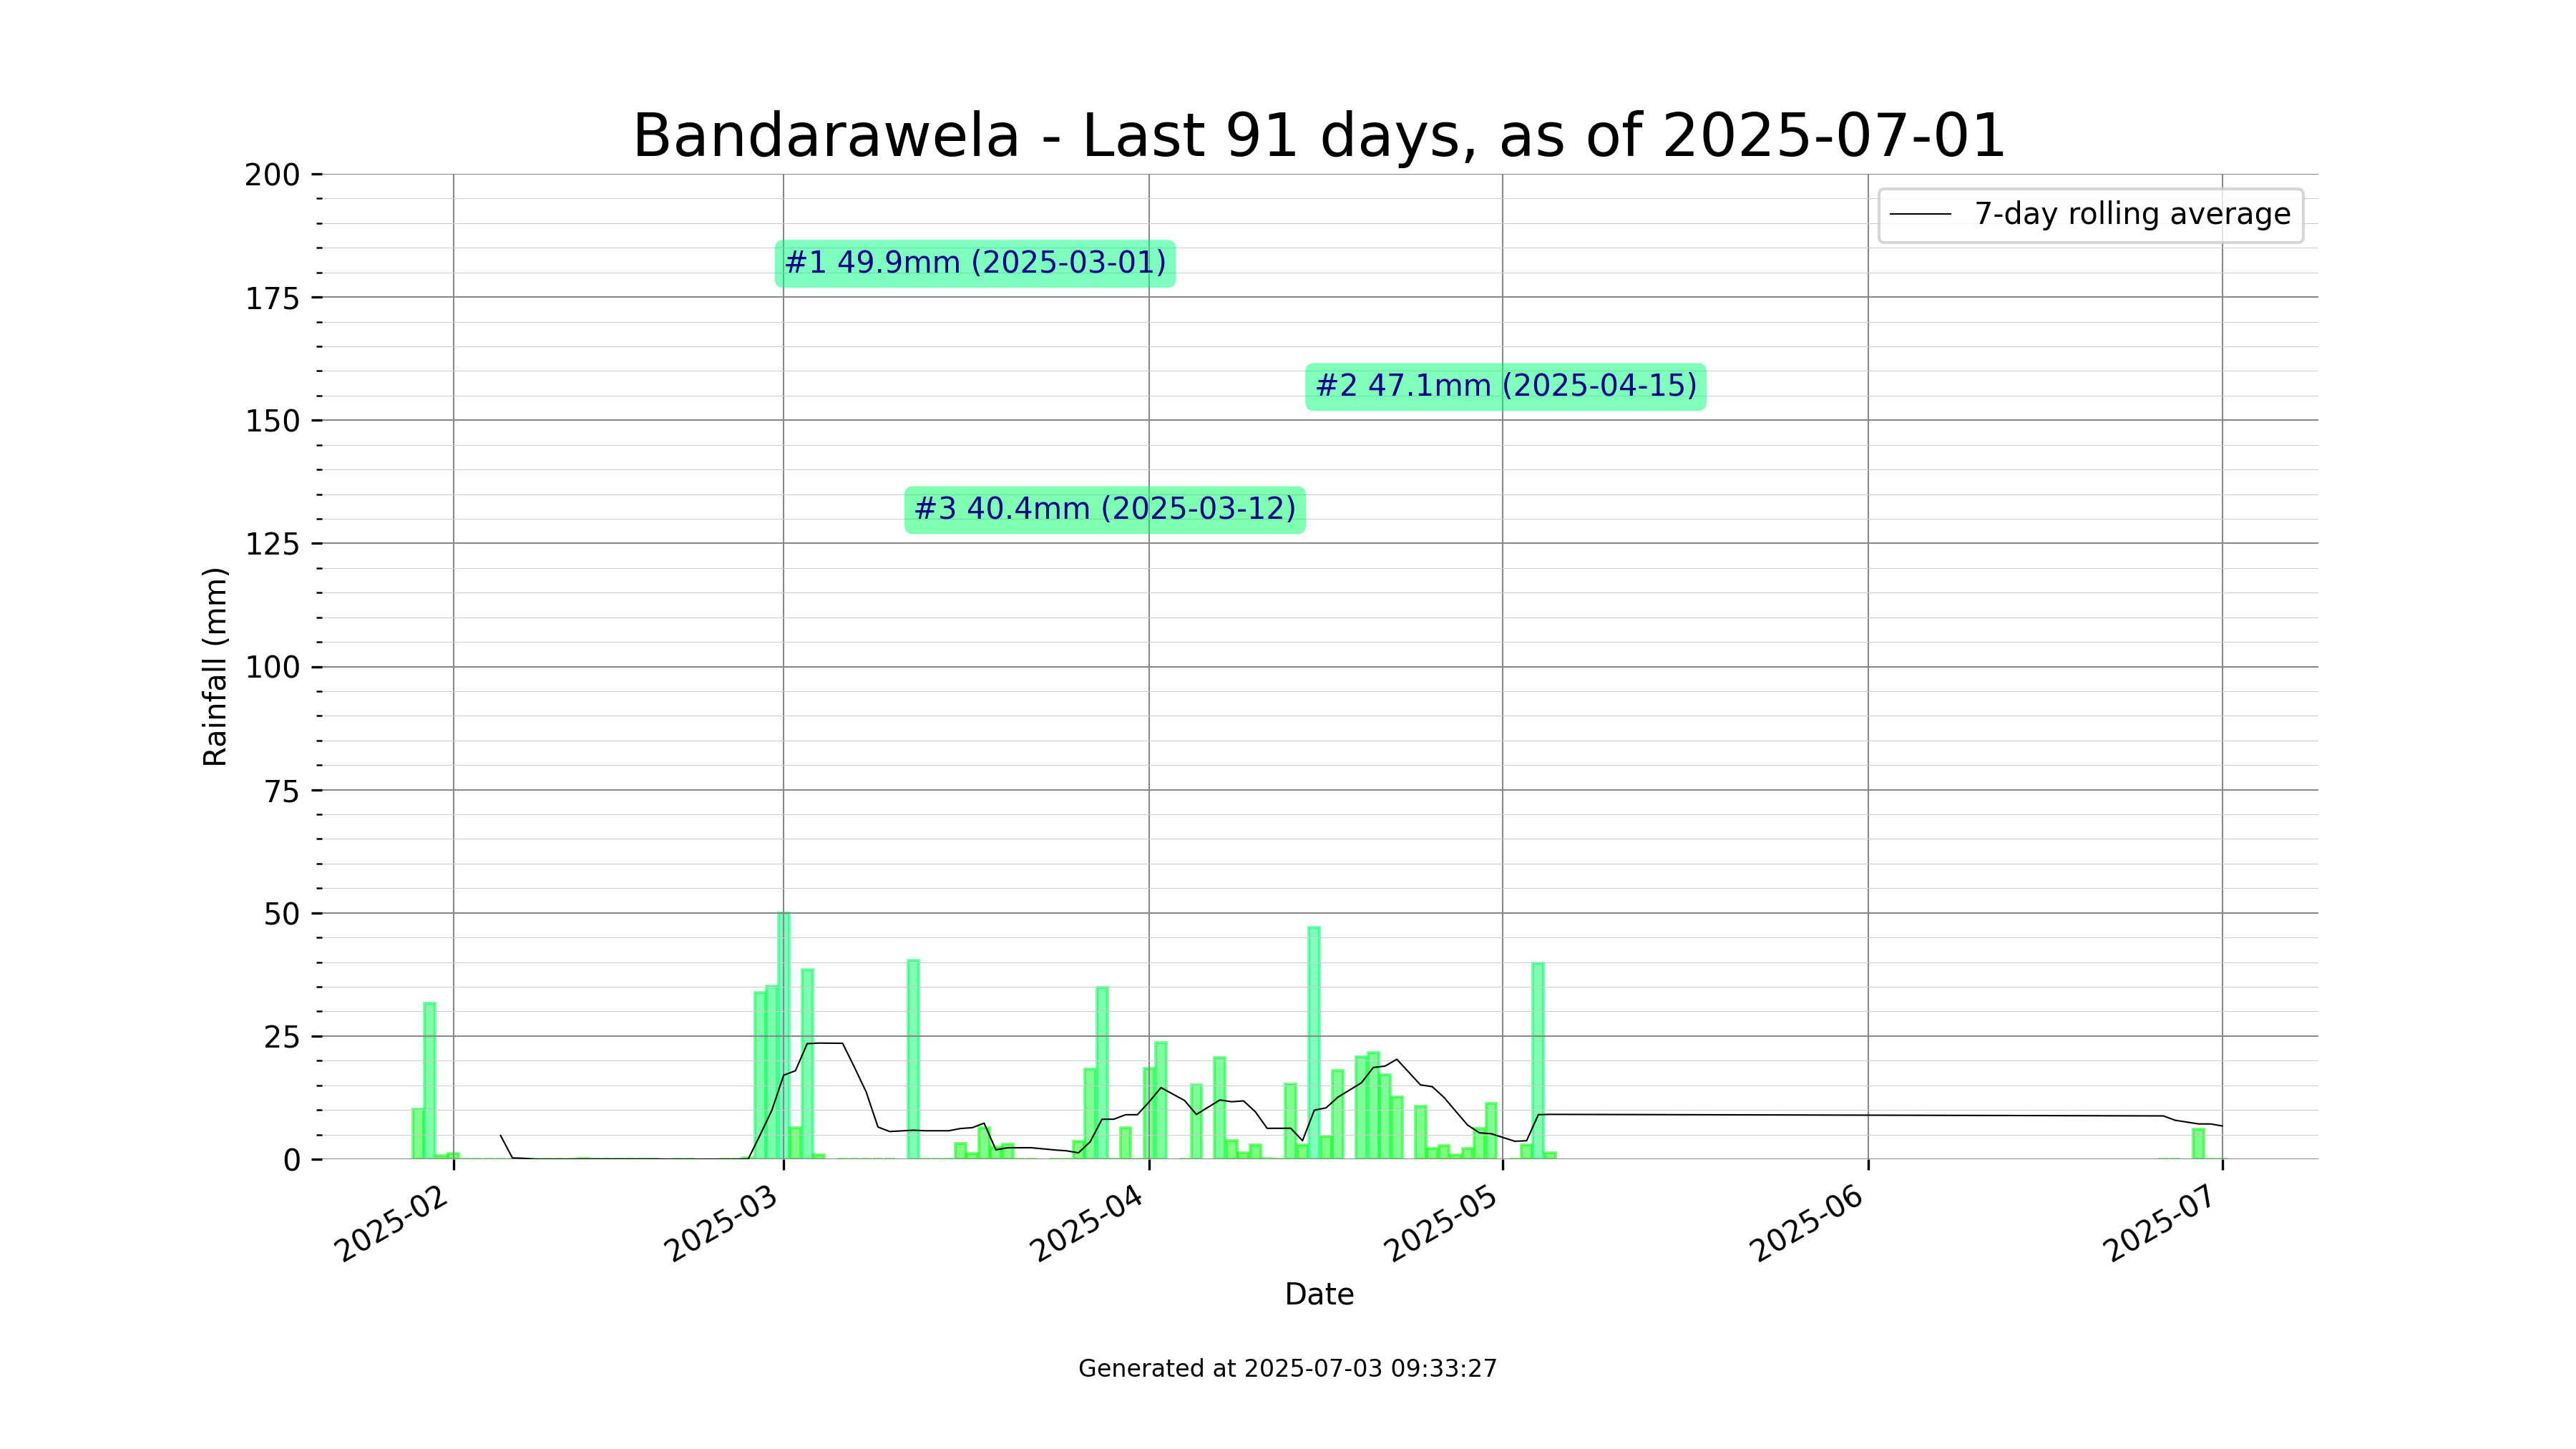 Bandarawela - Last 91 days, as of 2025-07-01
7-day rolling average
#1 49.9mm (2025-03-01)
#2 47.1mm (2025-04-15)
#3 40.4mm (2025-03-12)
Rainfall (mm)
200
175
150
125
100
75
50
25
0
2025-02
2025-03
2025-04
2025-05
2025-06
2025-07
Date
Generated at 2025-07-03 09:33:27